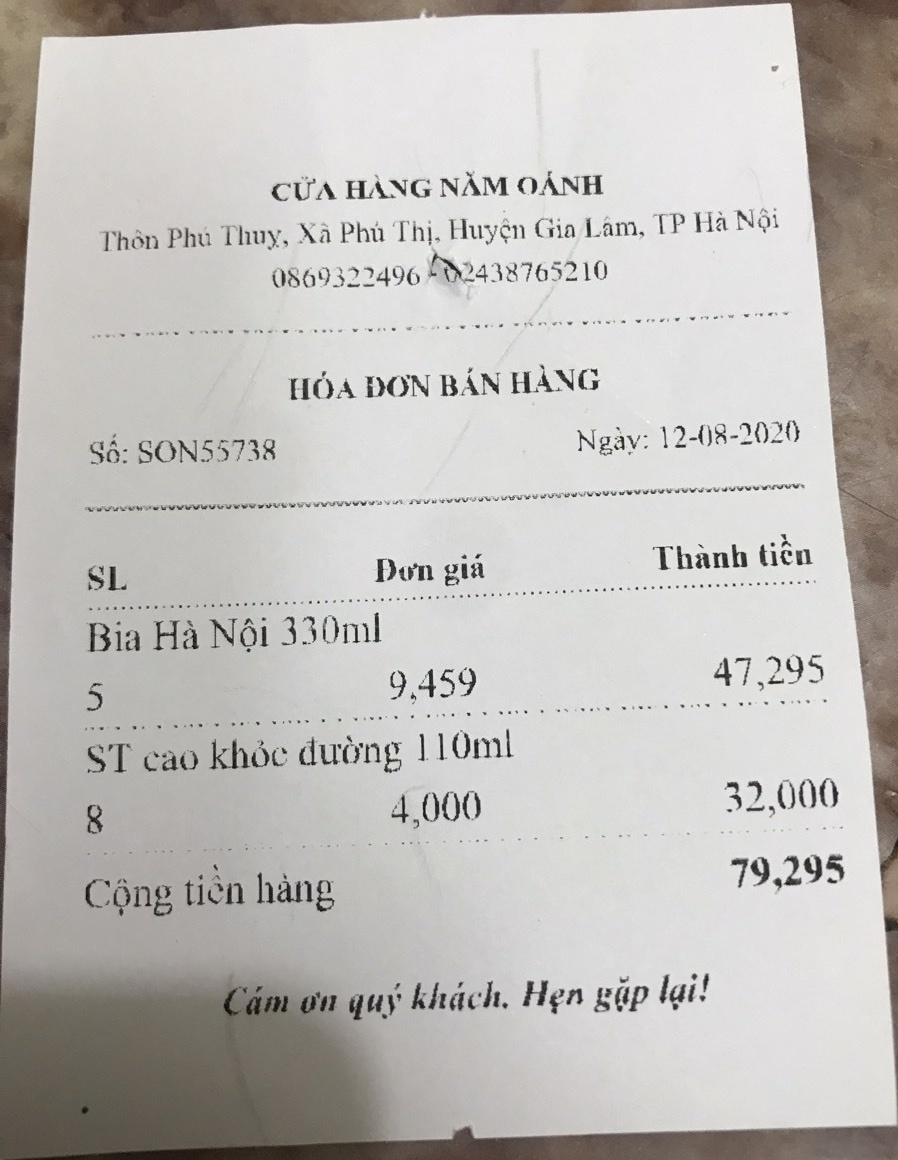 CỬA HÀNG NĂM OÁNH
Thôn Phú Thuỵ, Xã Phú Thị, Huyện Gia Lâm, TP Hà Nội
0869322496 - 02438765210
HÓA ĐƠN BÁN HÀNG
Số: SON55738 Ngày: 12-08-2020
SL Đơn giá Thành tiền
Bia Hà Nội 330ml
5 9,459 47,295
ST cao khỏe đường 110ml
8 4,000 32,000
Cộng tiền hàng 79,295
Cám ơn quý khách. Hẹn gặp lại!